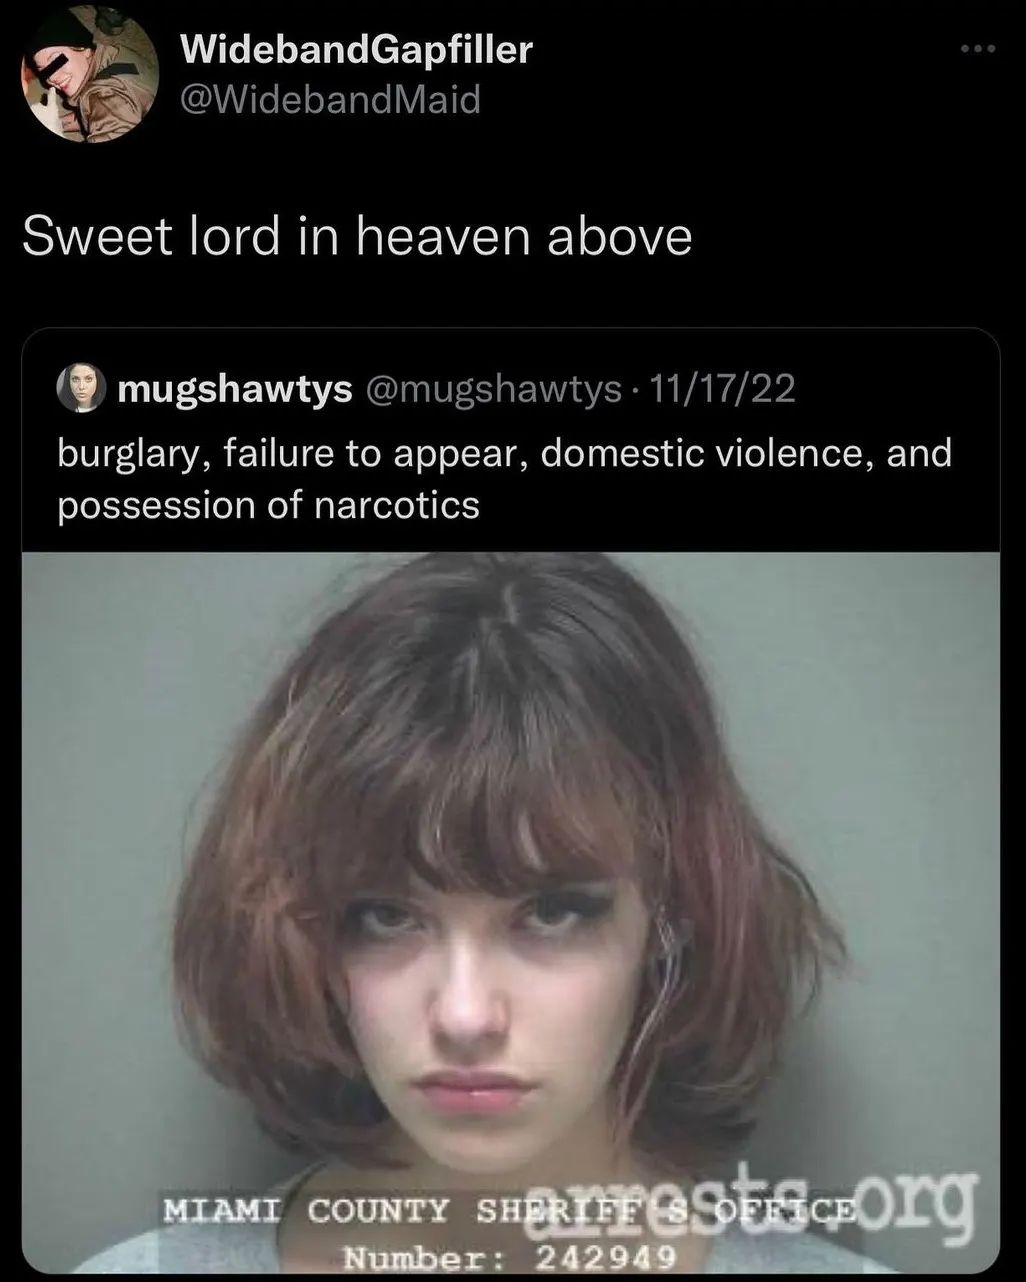 WidebandGapfiller
@WidebandMaid
Sweet lord in heaven above
mugshawtys @mugshawtys · 11/17/22
burglary, failure to appear, domestic violence, and
possession of narcotics
arrests.org
MIAMI COUNTY SHERIFF'S OFFICE
Number: 242949